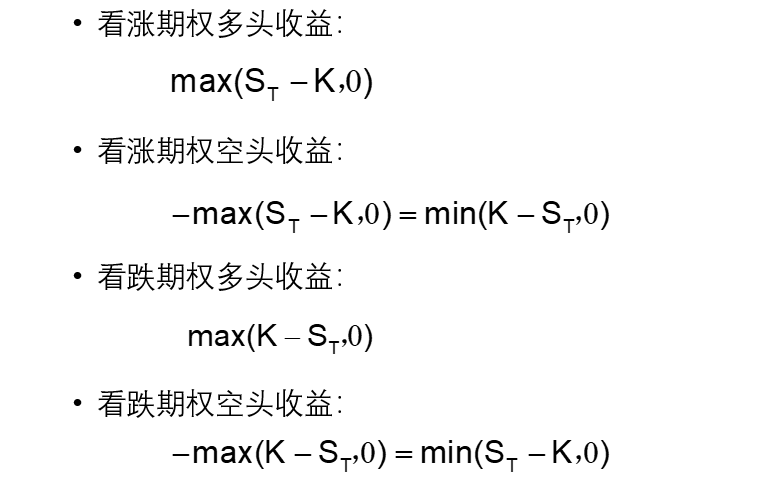 • 看涨期权多头收益：
max(S_T − K,0)
• 看涨期权空头收益：
−max(S_T − K,0) = min(K − S_T,0)
• 看跌期权多头收益：
max(K − S_T,0)
• 看跌期权空头收益：
−max(K − S_T,0) = min(S_T − K,0)